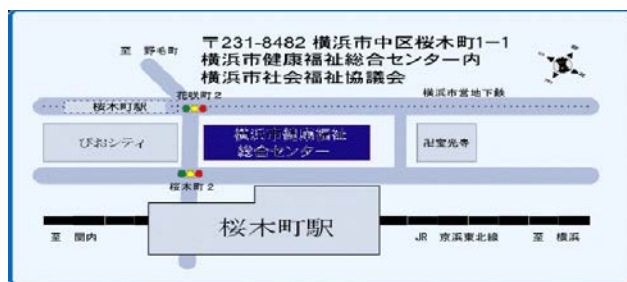 〒231-8482 横浜市中区桜木町1-1
横浜市健康福祉総合センター内
横浜市社会福祉協議会
至 野毛町
花咲町2
横浜市営地下鉄
桜木町駅
ぴおシティ
横浜市健康福祉
総合センター
卍宝光寺
桜木町2
桜木町駅
至 関内
JR 京浜東北線
至 横浜